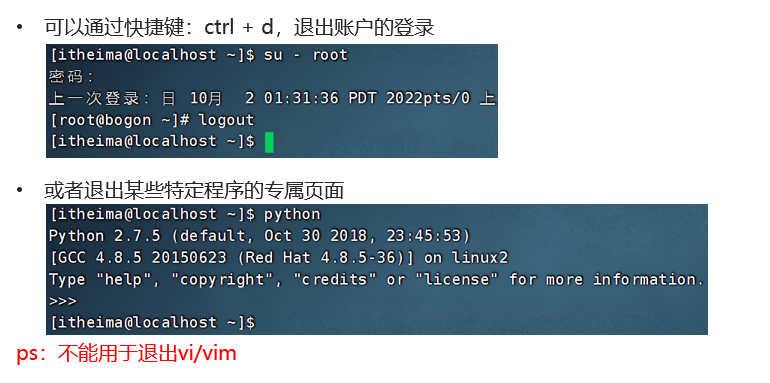 • 可以通过快捷键：ctrl + d，退出账户的登录
[itheima@localhost ~]$ su - root
密码：
上一次登录：日 10月  2 01:31:36 PDT 2022pts/0 上
[root@bogon ~]# logout
[itheima@localhost ~]$
• 或者退出某些特定程序的专属页面
[itheima@localhost ~]$ python
Python 2.7.5 (default, Oct 30 2018, 23:45:53)
[GCC 4.8.5 20150623 (Red Hat 4.8.5-36)] on linux2
Type "help", "copyright", "credits" or "license" for more information.
>>>
[itheima@localhost ~]$
ps：不能用于退出vi/vim